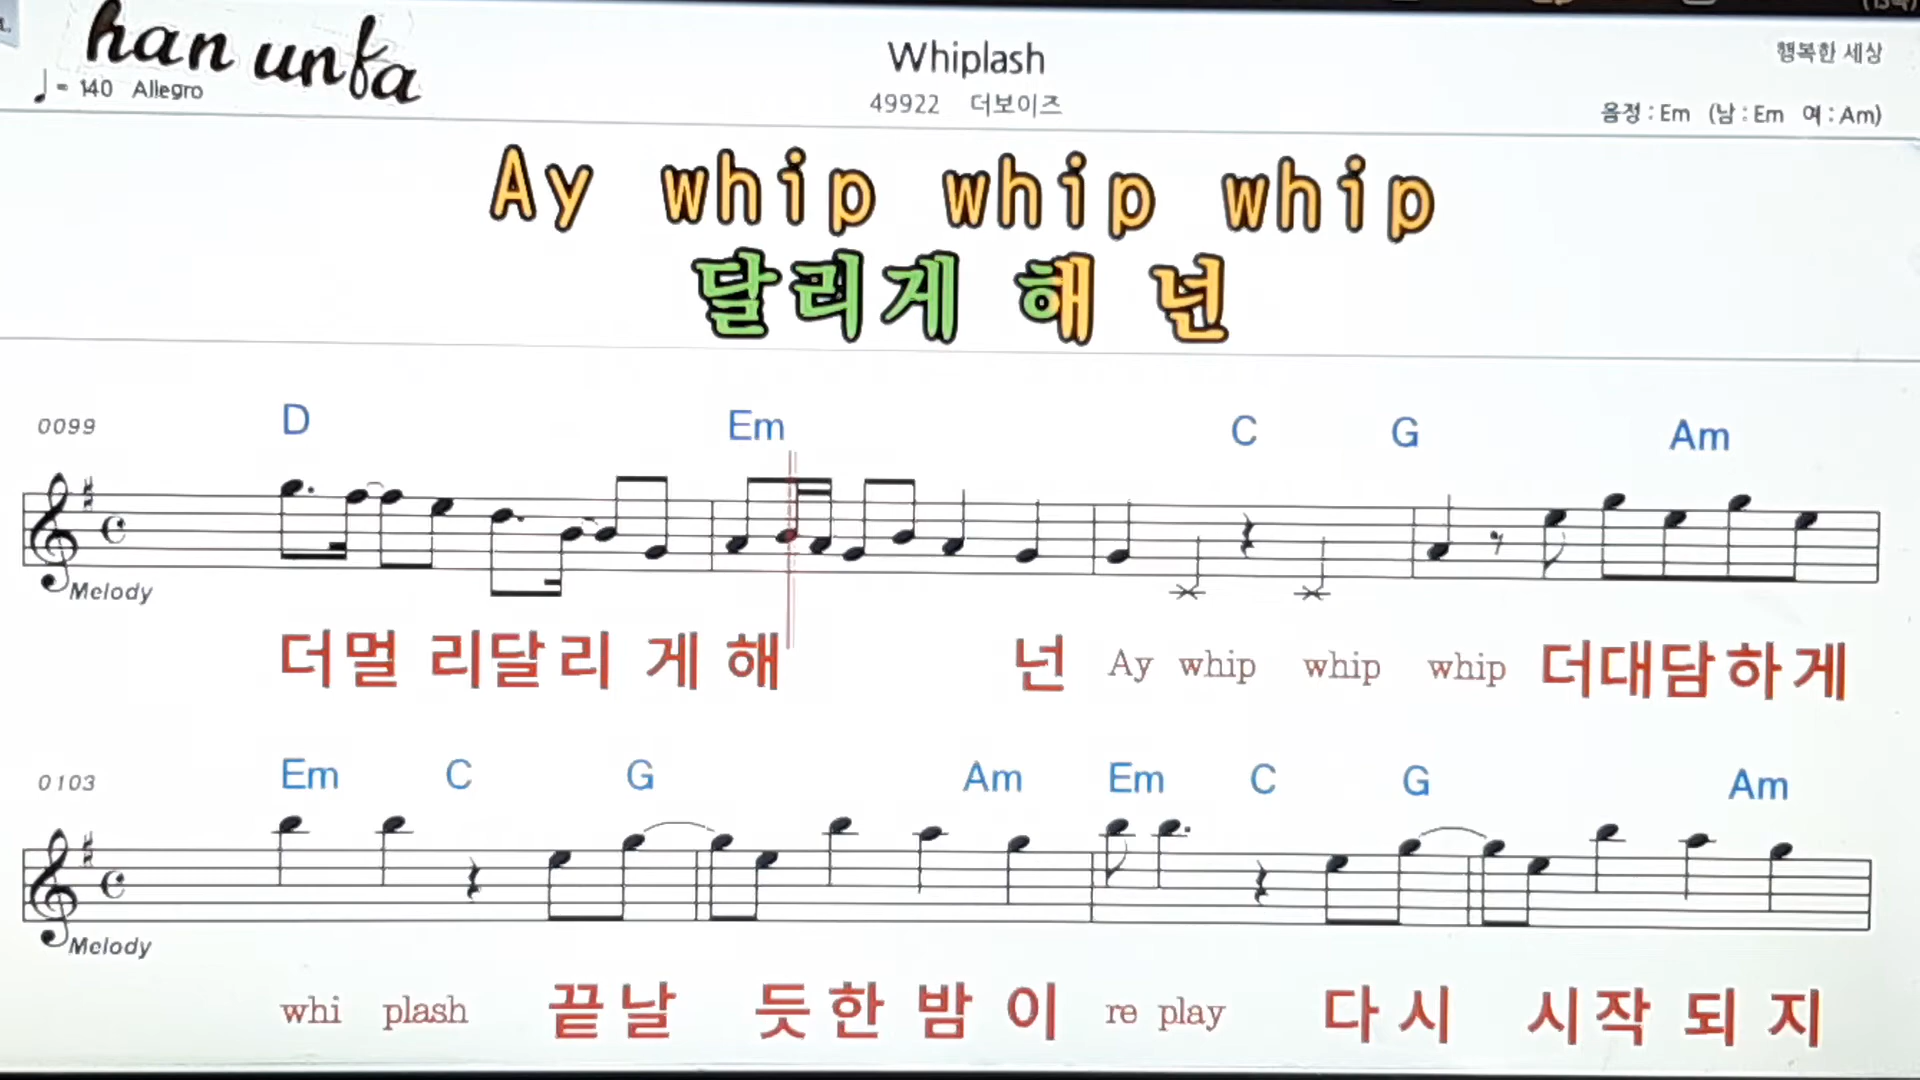 han unfa
♩= 140 Allegro
Whiplash
49922 더보이즈
행복한 세상
음정 : Em (남 : Em 여 : Am)
Ay whip whip whip
달리게 해 넌
0099
D Em C G Am
Melody
더멀 리달리 게 해 넌 Ay whip whip whip 더대담하게
0103
Em C G Am Em C G Am
Melody
whi plash 끝날 듯한 밤 이 re play 다시 시작 되 지